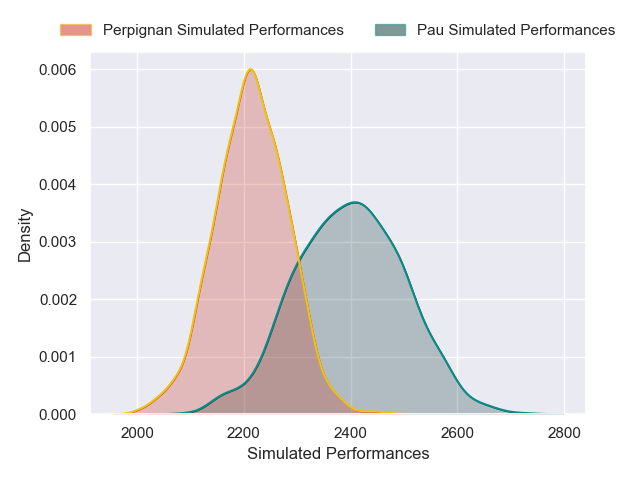 Perpignan Simulated Performances Pau Simulated Performances
0.006
0.005
0.004
0.003
0.002
0.001
0.000
Density
2000 2200 2400 2600 2800
Simulated Performances